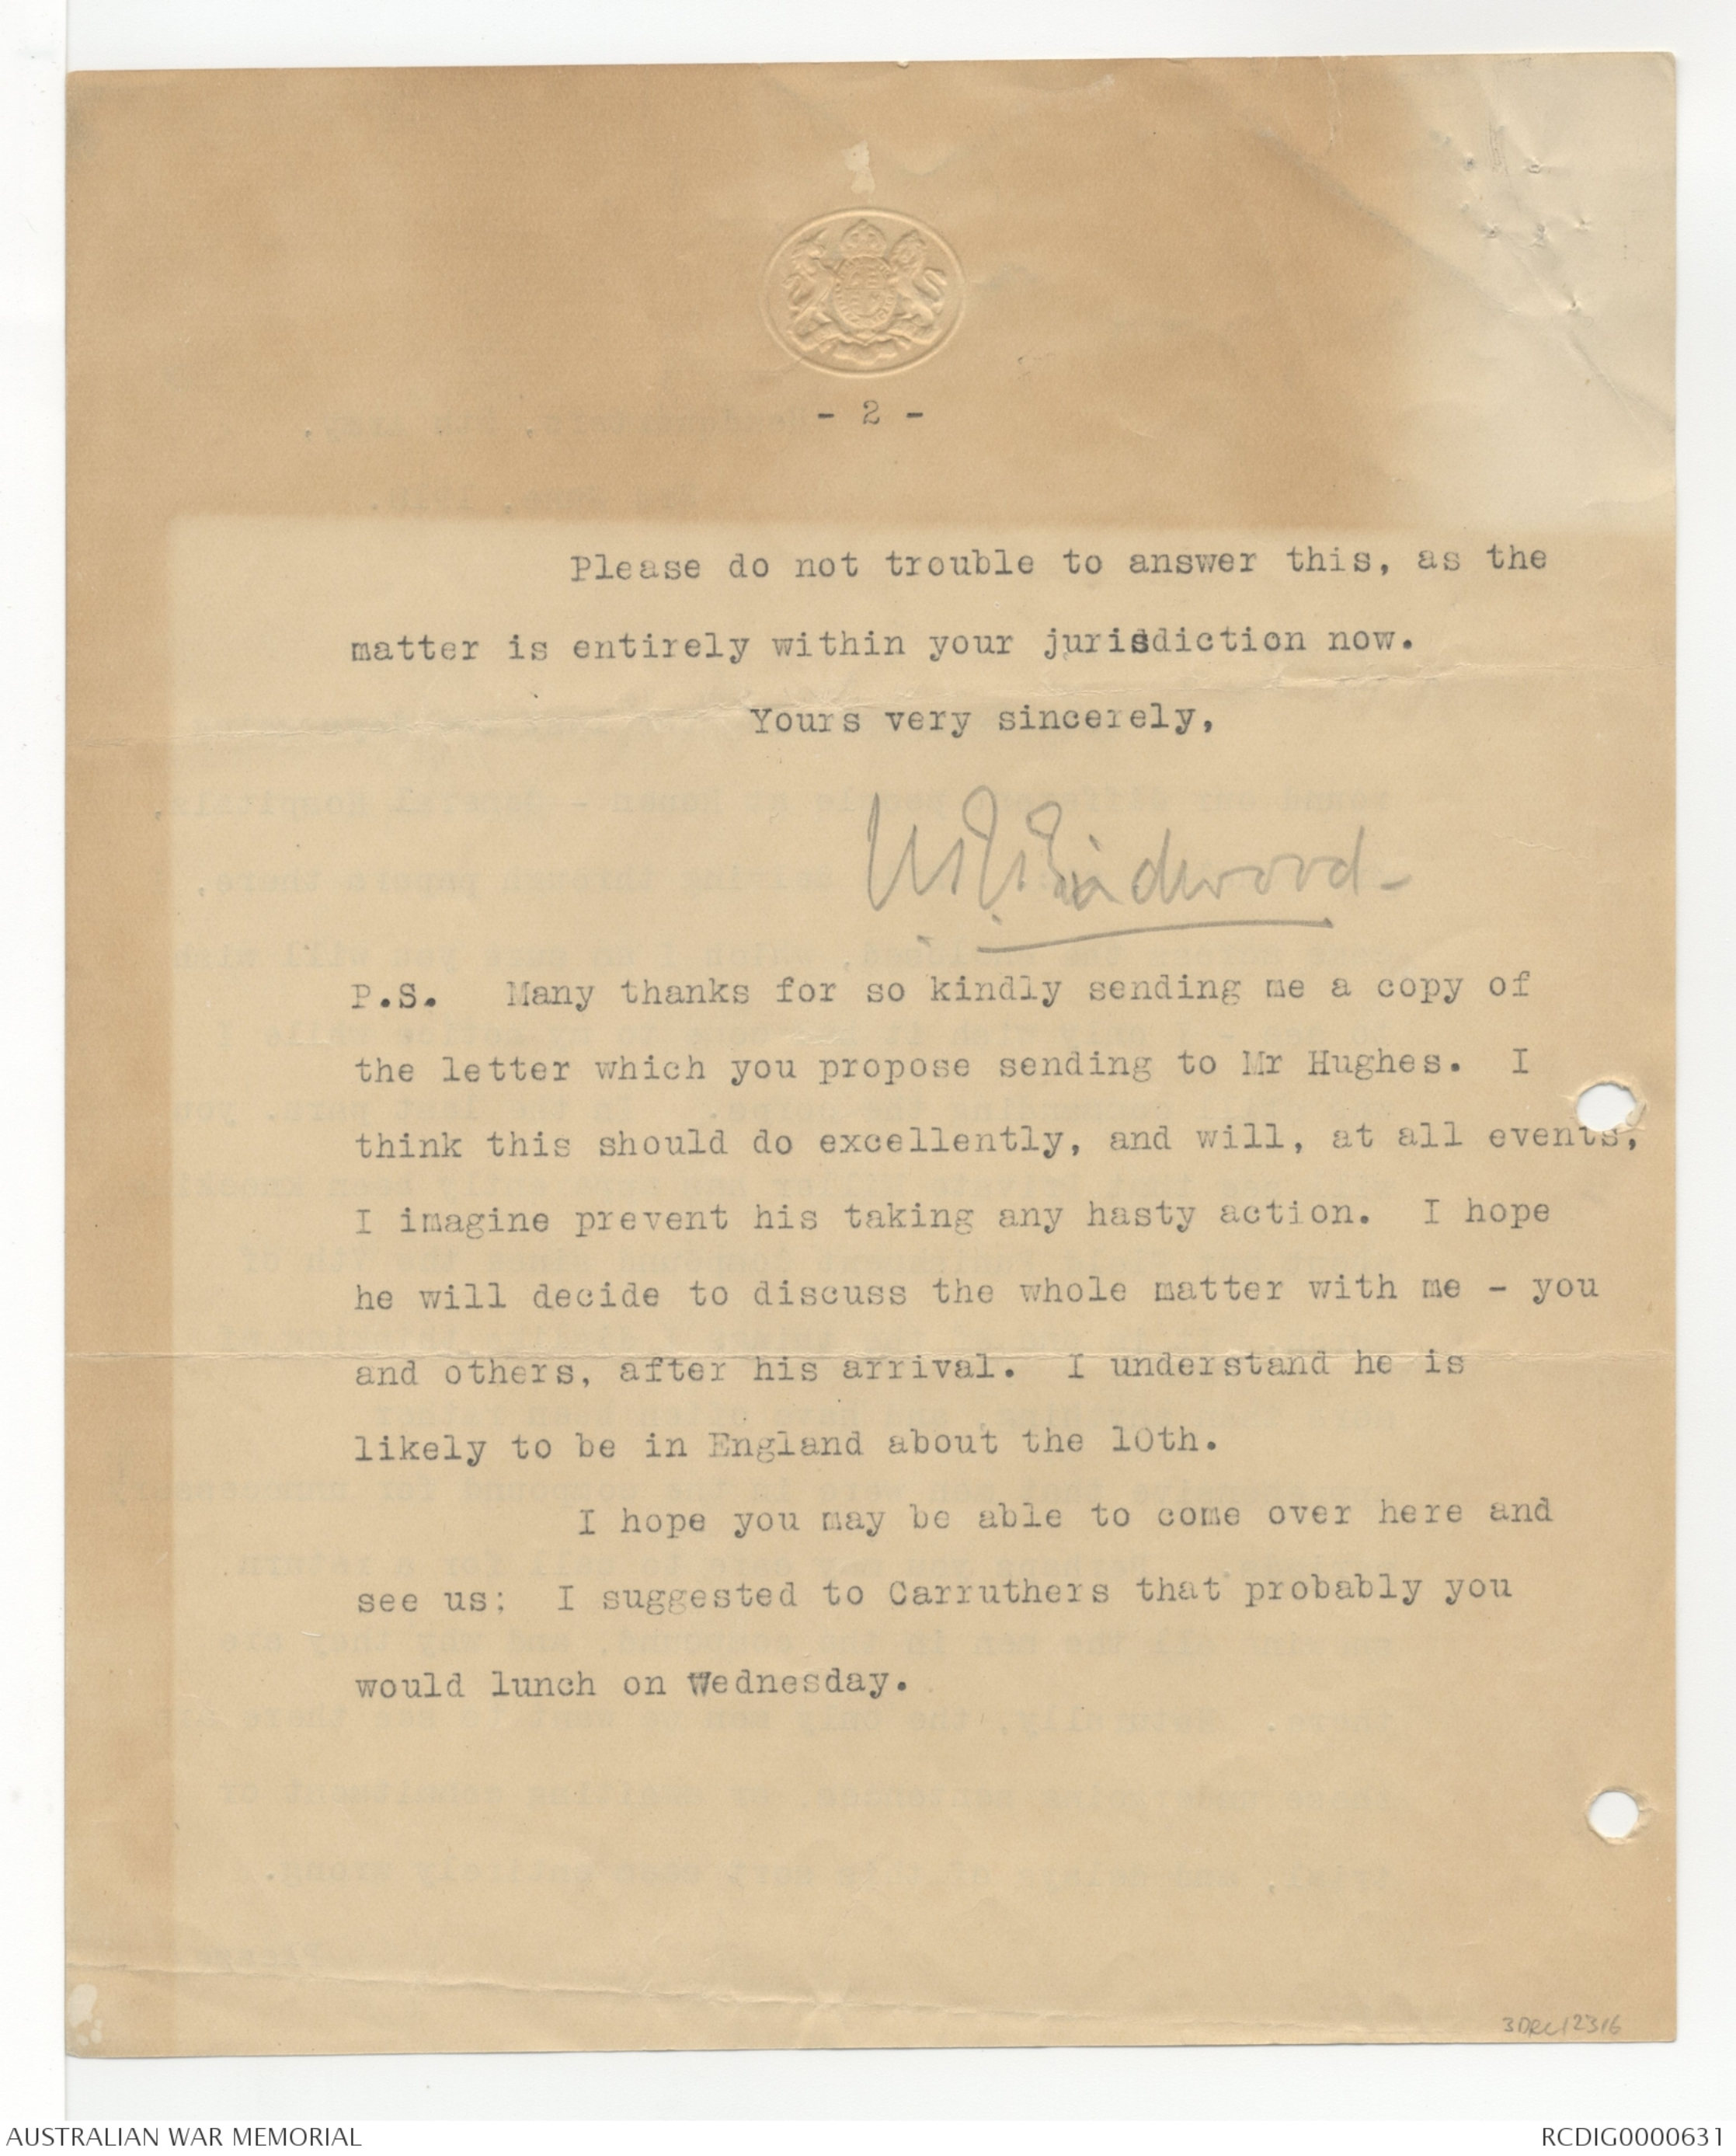 - 2 -
Please do not trouble to answer this, as the
matter is entirely within your jurisdiction now.
Yours very sincerely,
W R Birdwood
P.S. Many thanks for so kindly sending me a copy of
the letter which you propose sending to Mr Hughes. I
think this should do excellently, and will, at all events,
I imagine prevent his taking any hasty action. I hope
he will decide to discuss the whole matter with me - you
and others, after his arrival. I understand he is
likely to be in England about the 10th.
I hope you may be able to come over here and
see us: I suggested to Carruthers that probably you
would lunch on Wednesday.
3DRL/2316
AUSTRALIAN WAR MEMORIAL
RCDIG0000631